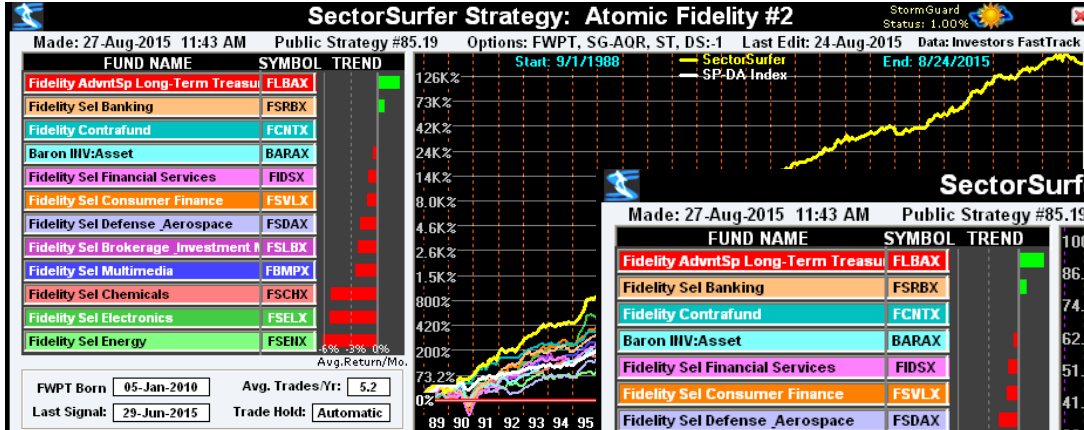 SectorSurfer Strategy: Atomic Fidelity #2
StormGuard
Status: 1.00%
Made: 27-Aug-2015 11:43 AM Public Strategy #85.19 Options: FWPT, SG-AQR, ST, DS:-1 Last Edit: 24-Aug-2015 Data: Investors FastTrack
FUND NAME SYMBOL TREND
Fidelity AdvntSp Long-Term Treasu FLBAX
Fidelity Sel Banking FSRBX
Fidelity Contrafund FCNTX
Baron INV:Asset BARAX
Fidelity Sel Financial Services FIDSX
Fidelity Sel Consumer Finance FSVLX
Fidelity Sel Defense_Aerospace FSDAX
Fidelity Sel Brokerage_Investment M FSLBX
Fidelity Sel Multimedia FBMPX
Fidelity Sel Chemicals FSCHX
Fidelity Sel Electronics FSELX
Fidelity Sel Energy FSENX
-6% -3% 0%
Avg.Return/Mo.
FWPT Born 05-Jan-2010 Avg. Trades/Yr: 5.2
Last Signal: 29-Jun-2015 Trade Hold: Automatic
Start: 9/1/1988 SectorSurfer End: 8/24/2015
SP-DA Index
126K%
73K%
42K%
24K%
14K%
8.0K%
4.6K%
2.6K%
1.5K%
800%
420%
200%
73.2%
0%
89 90 91 92 93 94 95
SectorSurf
Made: 27-Aug-2015 11:43 AM Public Strategy #85.19
FUND NAME SYMBOL TREND
Fidelity AdvntSp Long-Term Treasu FLBAX
Fidelity Sel Banking FSRBX
Fidelity Contrafund FCNTX
Baron INV:Asset BARAX
Fidelity Sel Financial Services FIDSX
Fidelity Sel Consumer Finance FSVLX
Fidelity Sel Defense_Aerospace FSDAX
86.
74.
62.
51.
41.